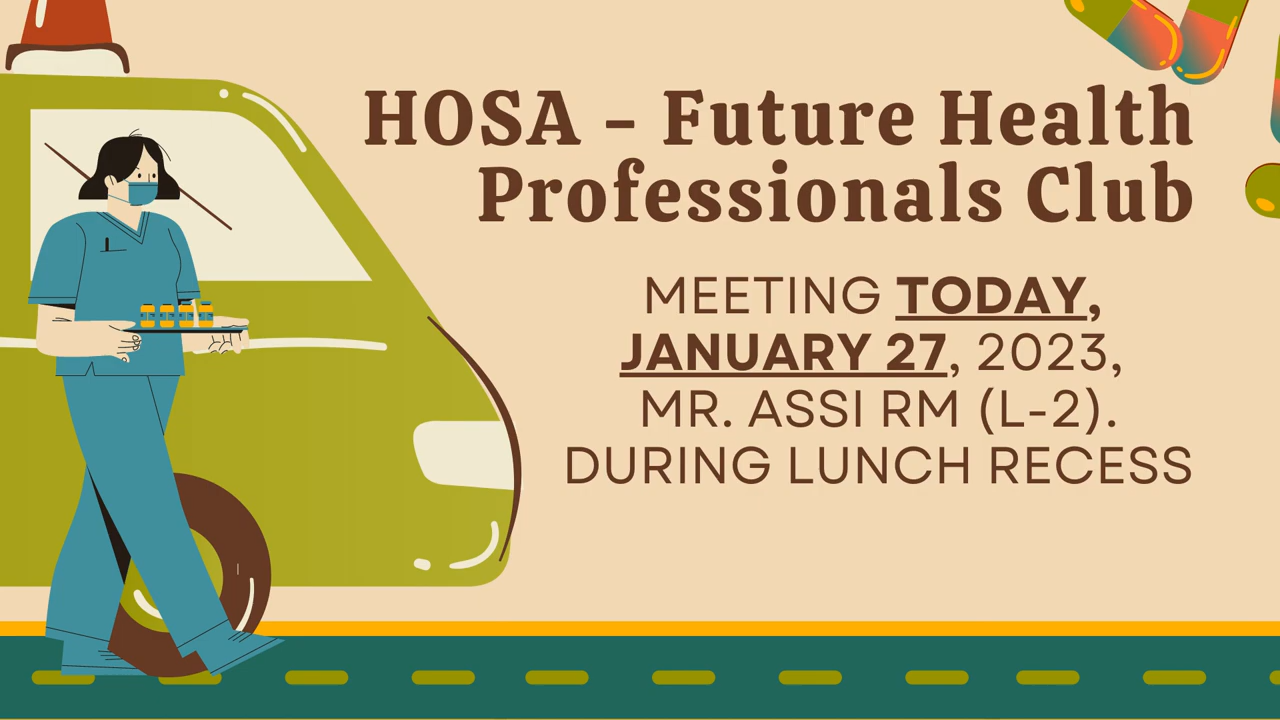 HOSA - Future Health
Professionals Club
MEETING TODAY,
JANUARY 27, 2023,
MR. ASSI RM (L-2).
DURING LUNCH RECESS